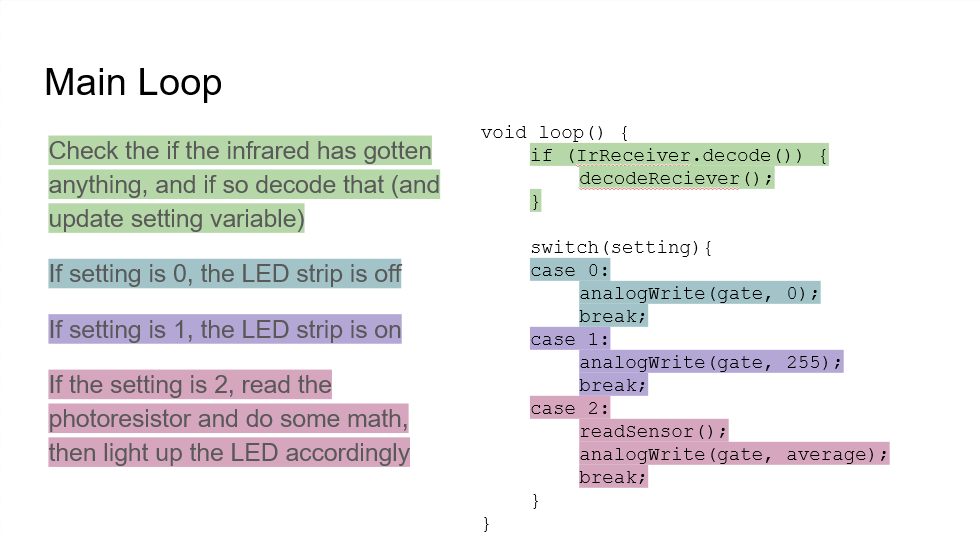 Main Loop
Check the if the infrared has gotten
anything, and if so decode that (and
update setting variable)
If setting is 0, the LED strip is off
If setting is 1, the LED strip is on
If the setting is 2, read the
photoresistor and do some math,
then light up the LED accordingly
void loop() {
if (IrReceiver.decode()) {
decodeReciever();
}
switch(setting){
case 0:
analogWrite(gate, 0);
break;
case 1:
analogWrite(gate, 255);
break;
case 2:
readSensor();
analogWrite(gate, average);
break;
}
}